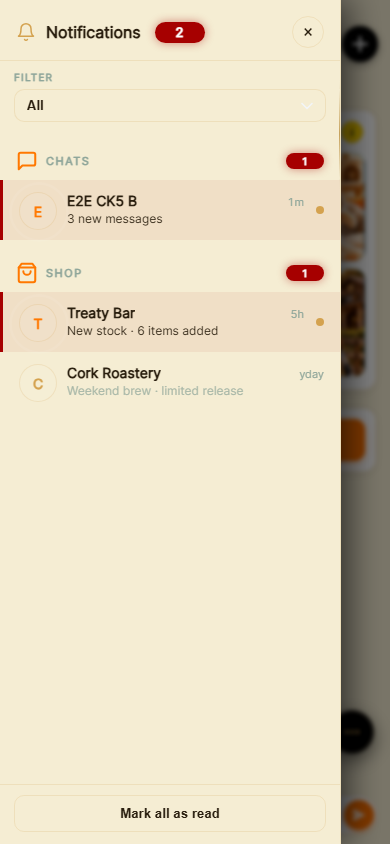 Notifications 2 ×
FILTER
All
CHATS 1
E E2E CK5 B 1m
3 new messages
SHOP 1
T Treaty Bar 5h
New stock · 6 items added
C Cork Roastery yday
Weekend brew · limited release
Mark all as read